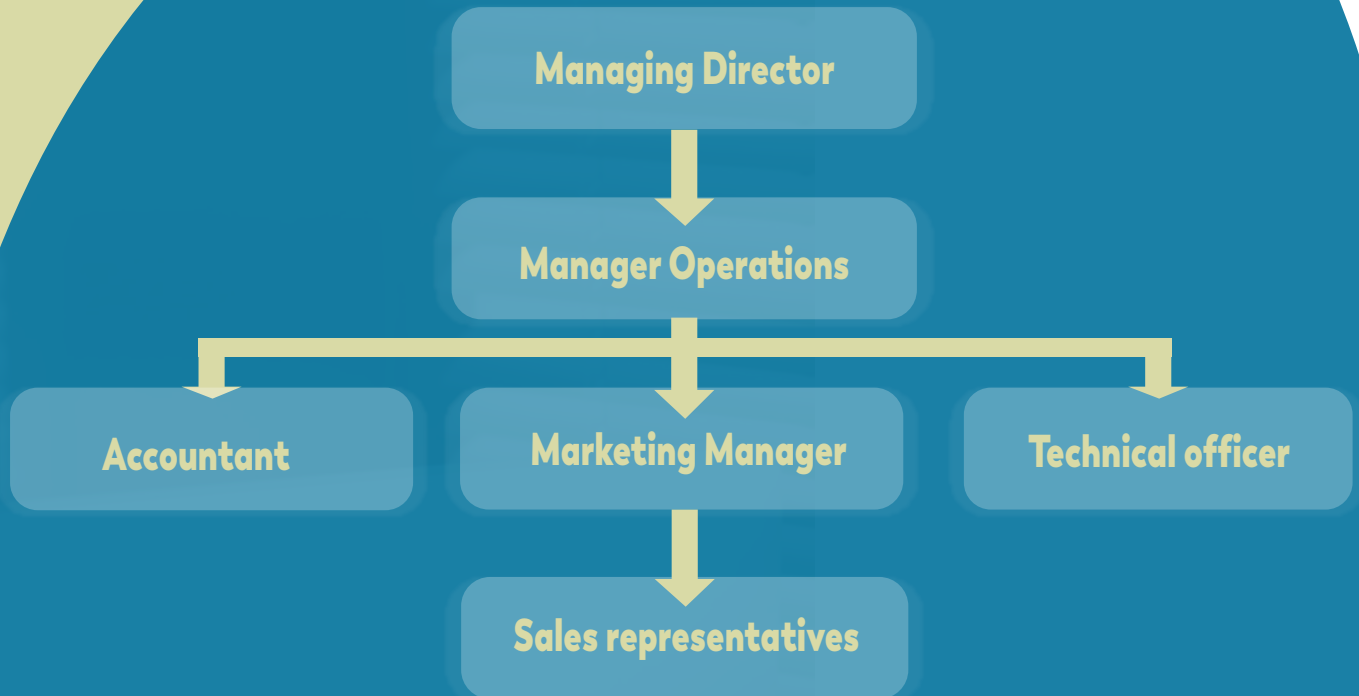 Managing Director
Manager Operations
Accountant
Marketing Manager
Technical officer
Sales representatives